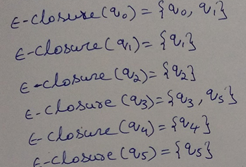 ε-closure(q₀) = {q₀, q₁}
ε-closure(q₁) = {q₁}
ε-closure(q₂) = {q₂}
ε-closure(q₃) = {q₃, q₅}
ε-closure(q₄) = {q₄}
ε-closure(q₅) = {q₅}